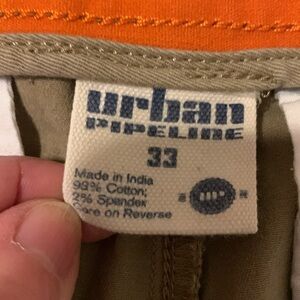 urban
PIPELINE
33
Made in India
98% Cotton;
2% Spandex
Care on Reverse